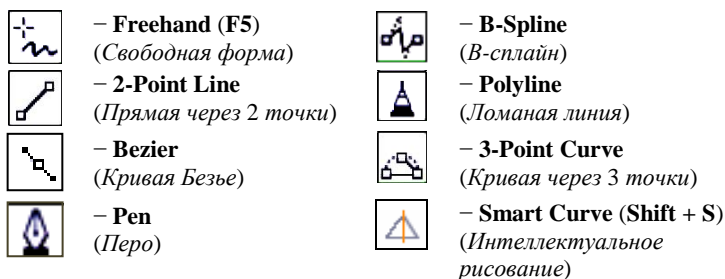 − Freehand (F5)
(Свободная форма)
− 2-Point Line
(Прямая через 2 точки)
− Bezier
(Кривая Безье)
− Pen
(Перо)
− B-Spline
(B-сплайн)
− Polyline
(Ломаная линия)
− 3-Point Curve
(Кривая через 3 точки)
− Smart Curve (Shift + S)
(Интеллектуальное
рисование)